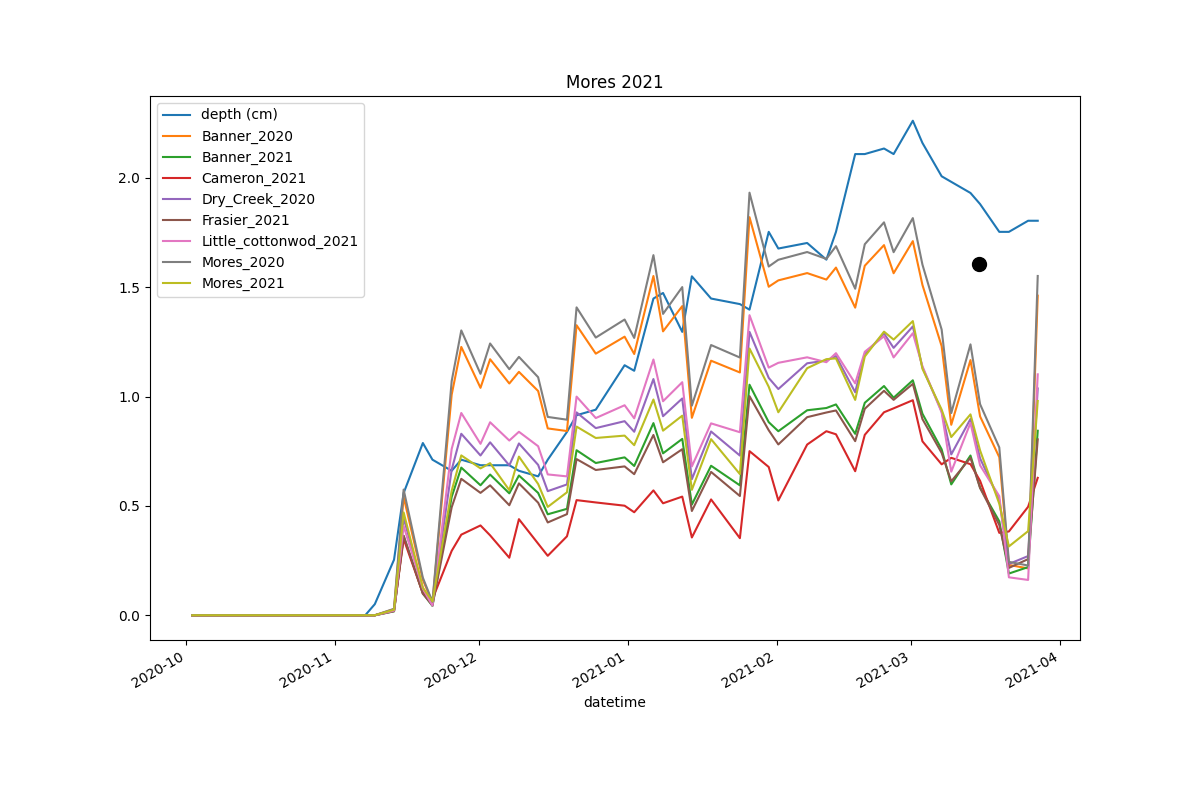 Mores 2021
depth (cm)
Banner_2020
Banner_2021
Cameron_2021
Dry_Creek_2020
Frasier_2021
Little_cottonwod_2021
Mores_2020
Mores_2021
2.0
1.5
1.0
0.5
0.0
2020-10
2020-11
2020-12
2021-01
2021-02
2021-03
2021-04
datetime